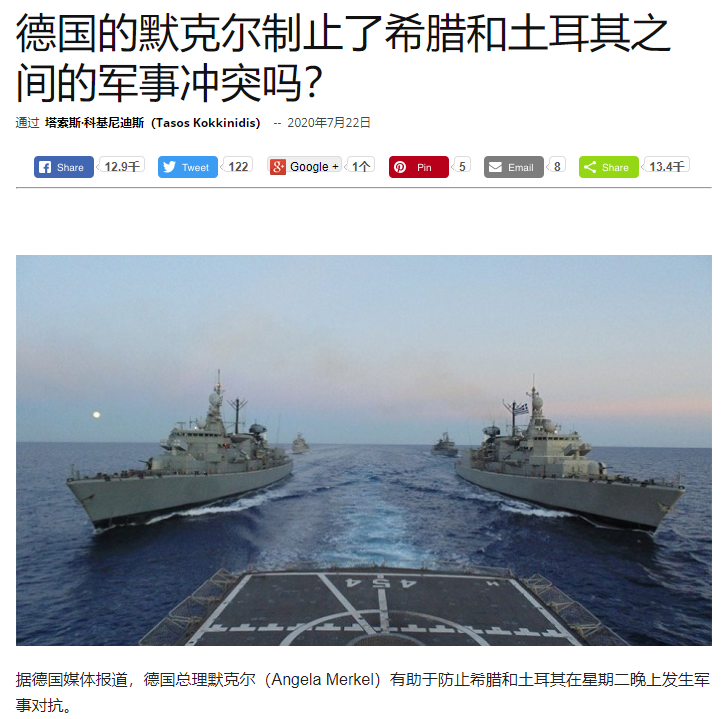 德国的默克尔制止了希腊和土耳其之
间的军事冲突吗？
通过 塔索斯·科基尼迪斯（Tasos Kokkinidis） -- 2020年7月22日
Share 12.9千 Tweet 122 Google + 1个 Pin 5 Email 8 Share 13.4千
454 H
据德国媒体报道，德国总理默克尔（Angela Merkel）有助于防止希腊和土耳其在星期二晚上发生军
事对抗。